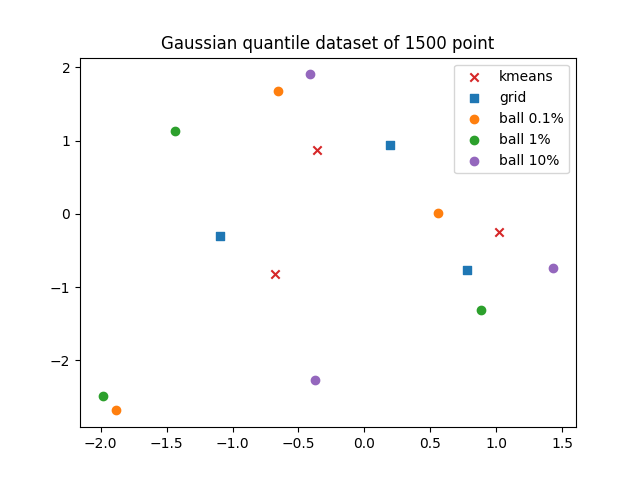 Gaussian quantile dataset of 1500 point
kmeans
grid
ball 0.1%
ball 1%
ball 10%
2
1
0
−1
−2
−2.0 −1.5 −1.0 −0.5 0.0 0.5 1.0 1.5